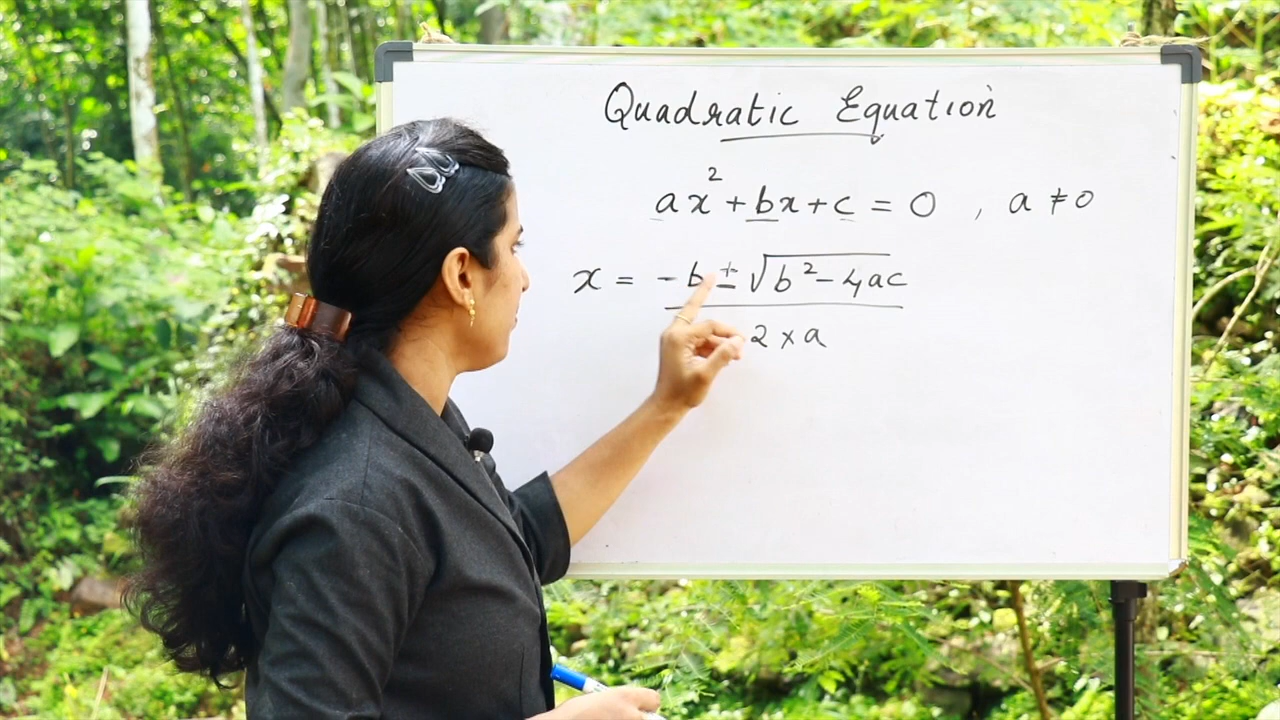 Quadratic Equation
ax² + bx + c = 0 , a ≠ 0
x = -b ± √b² - 4ac
2 × a